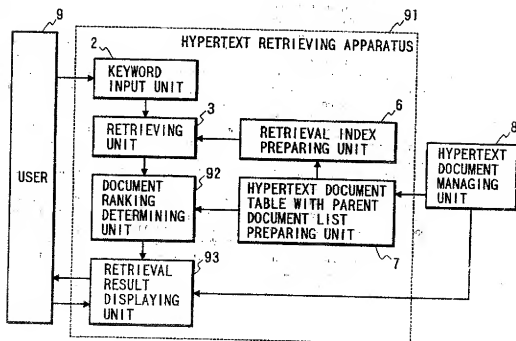 9
91
HYPERTEXT RETRIEVING APPARATUS
2
KEYWORD
INPUT UNIT
3
RETRIEVING
UNIT
6
RETRIEVAL INDEX
PREPARING UNIT
8
HYPERTEXT
DOCUMENT
MANAGING
UNIT
USER
92
DOCUMENT
RANKING
DETERMINING
UNIT
HYPERTEXT DOCUMENT
TABLE WITH PARENT
DOCUMENT LIST
PREPARING UNIT
7
93
RETRIEVAL
RESULT
DISPLAYING
UNIT